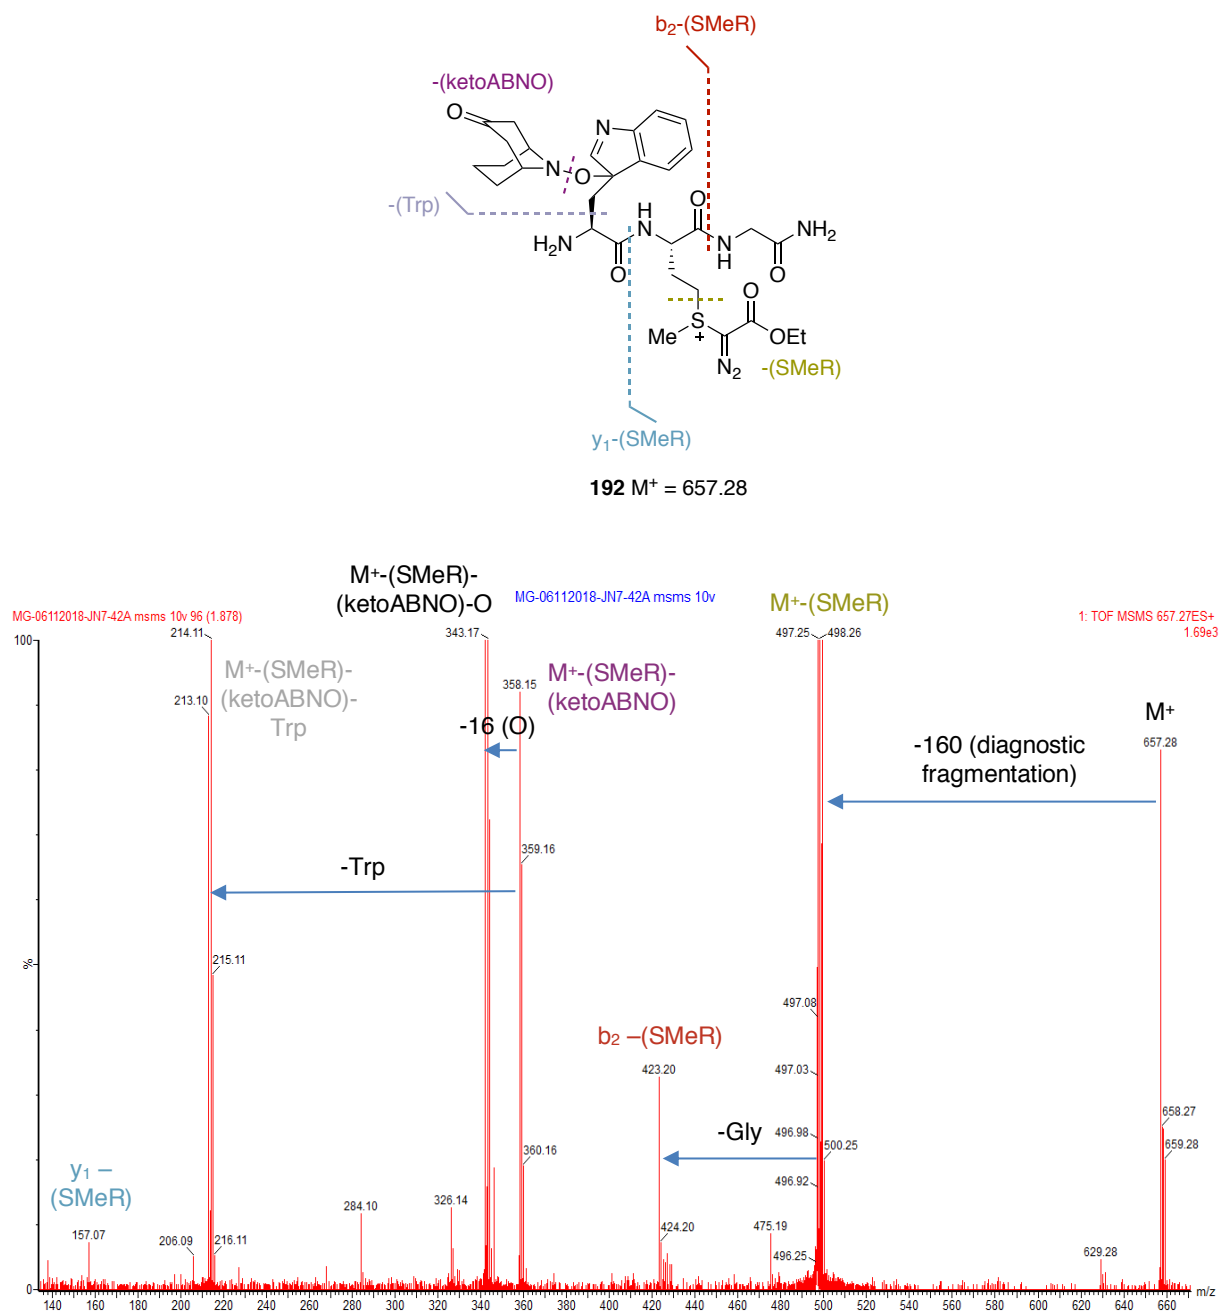 b2-(SMeR)
-(ketoABNO)
O
N
N
O
-(Trp)
H
N
O
H2N
O
N
H
NH2
O
O
Me
S
+
OEt
N2
-(SMeR)
y1-(SMeR)
192 M+ = 657.28
M+-(SMeR)-
(ketoABNO)-O
MG-06112018-JN7-42A msms 10v
M+-(SMeR)
MG-06112018-JN7-42A msms 10v 96 (1.878)
1: TOF MSMS 657.27ES+
1.69e3
100
214.11
343.17
497.25
498.26
M+-(SMeR)-
(ketoABNO)-
Trp
M+-(SMeR)-
(ketoABNO)
358.15
213.10
-16 (O)
M+
657.28
-160 (diagnostic
fragmentation)
-Trp
359.16
%
215.11
497.08
b2 –(SMeR)
423.20
497.03
-Gly
496.98
500.25
658.27
659.28
360.16
496.92
y1 –
(SMeR)
326.14
284.10
157.07
206.09
216.11
424.20
475.19
496.25
629.28
0
140 160 180 200 220 240 260 280 300 320 340 360 380 400 420 440 460 480 500 520 540 560 580 600 620 640 660
m/z